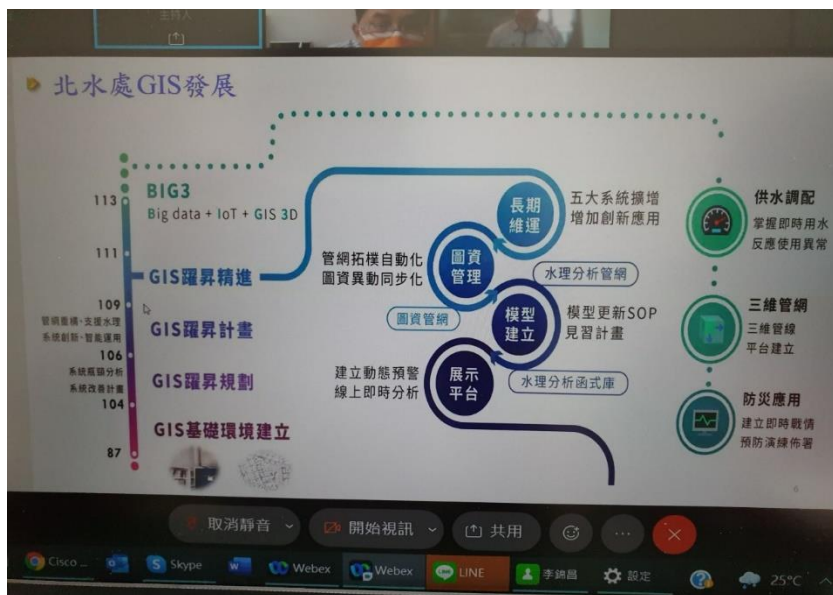 主持人
北水處GIS發展
113
BIG3
Big data + IoT + GIS 3D
111
GIS躍昇精進
109
管網量積、支援水理
系統創新、智能運用
GIS躍昇計畫
106
系統瓶頸分析
系統改善計畫
GIS躍昇規劃
104
GIS基礎環境建立
87
長期
維運
五大系統擴增
增加創新應用
管網拓樸自動化
圖資異動同步化
圖資
管理
水理分析管網
圖資管網
模型
建立
模型更新SOP
見習計畫
建立動態預警
線上即時分析
展示
平台
水理分析函式庫
供水調配
掌握即時用水
反應使用異常
三維管網
三維管線
平台建立
防災應用
建立即時戰情
預防演練佈署
6
取消靜音
開始視訊
共用
Cisco ...
Skype
Webex
Webex
LINE
李錦昌
設定
25°C